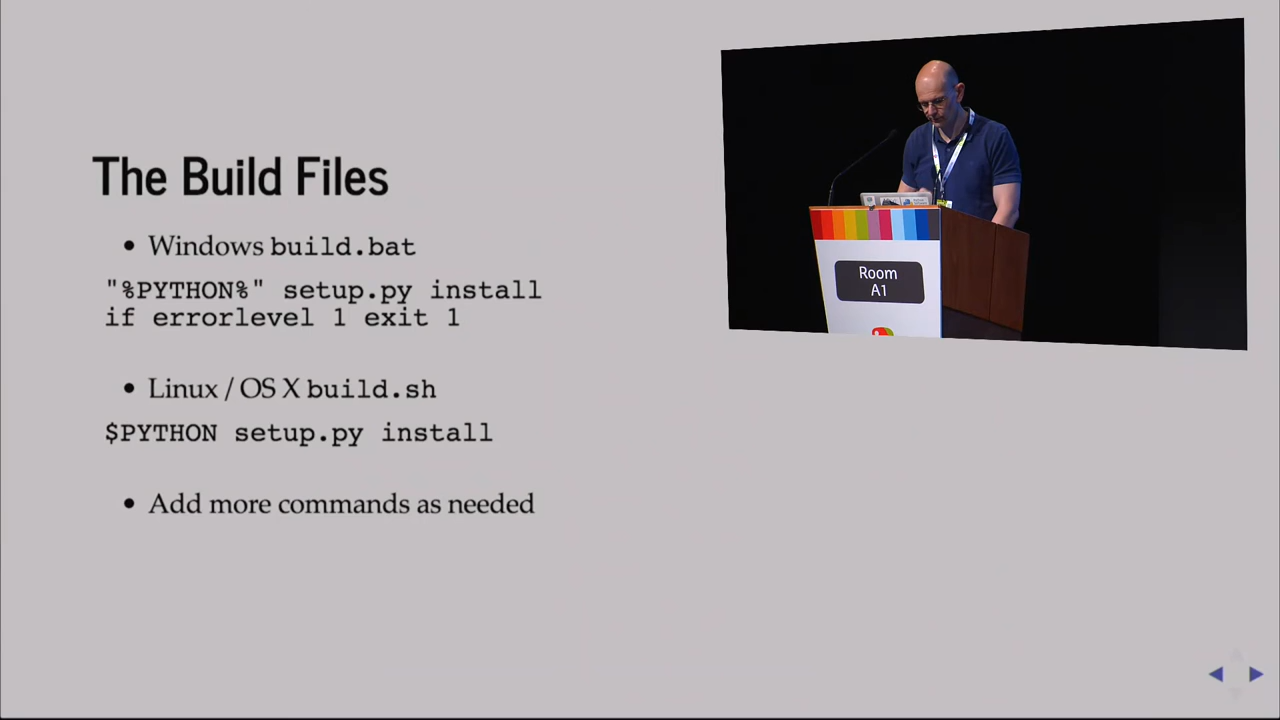 The Build Files
• Windows build.bat
"%PYTHON%" setup.py install
if errorlevel 1 exit 1
• Linux / OS X build.sh
$PYTHON setup.py install
• Add more commands as needed
Room
A1